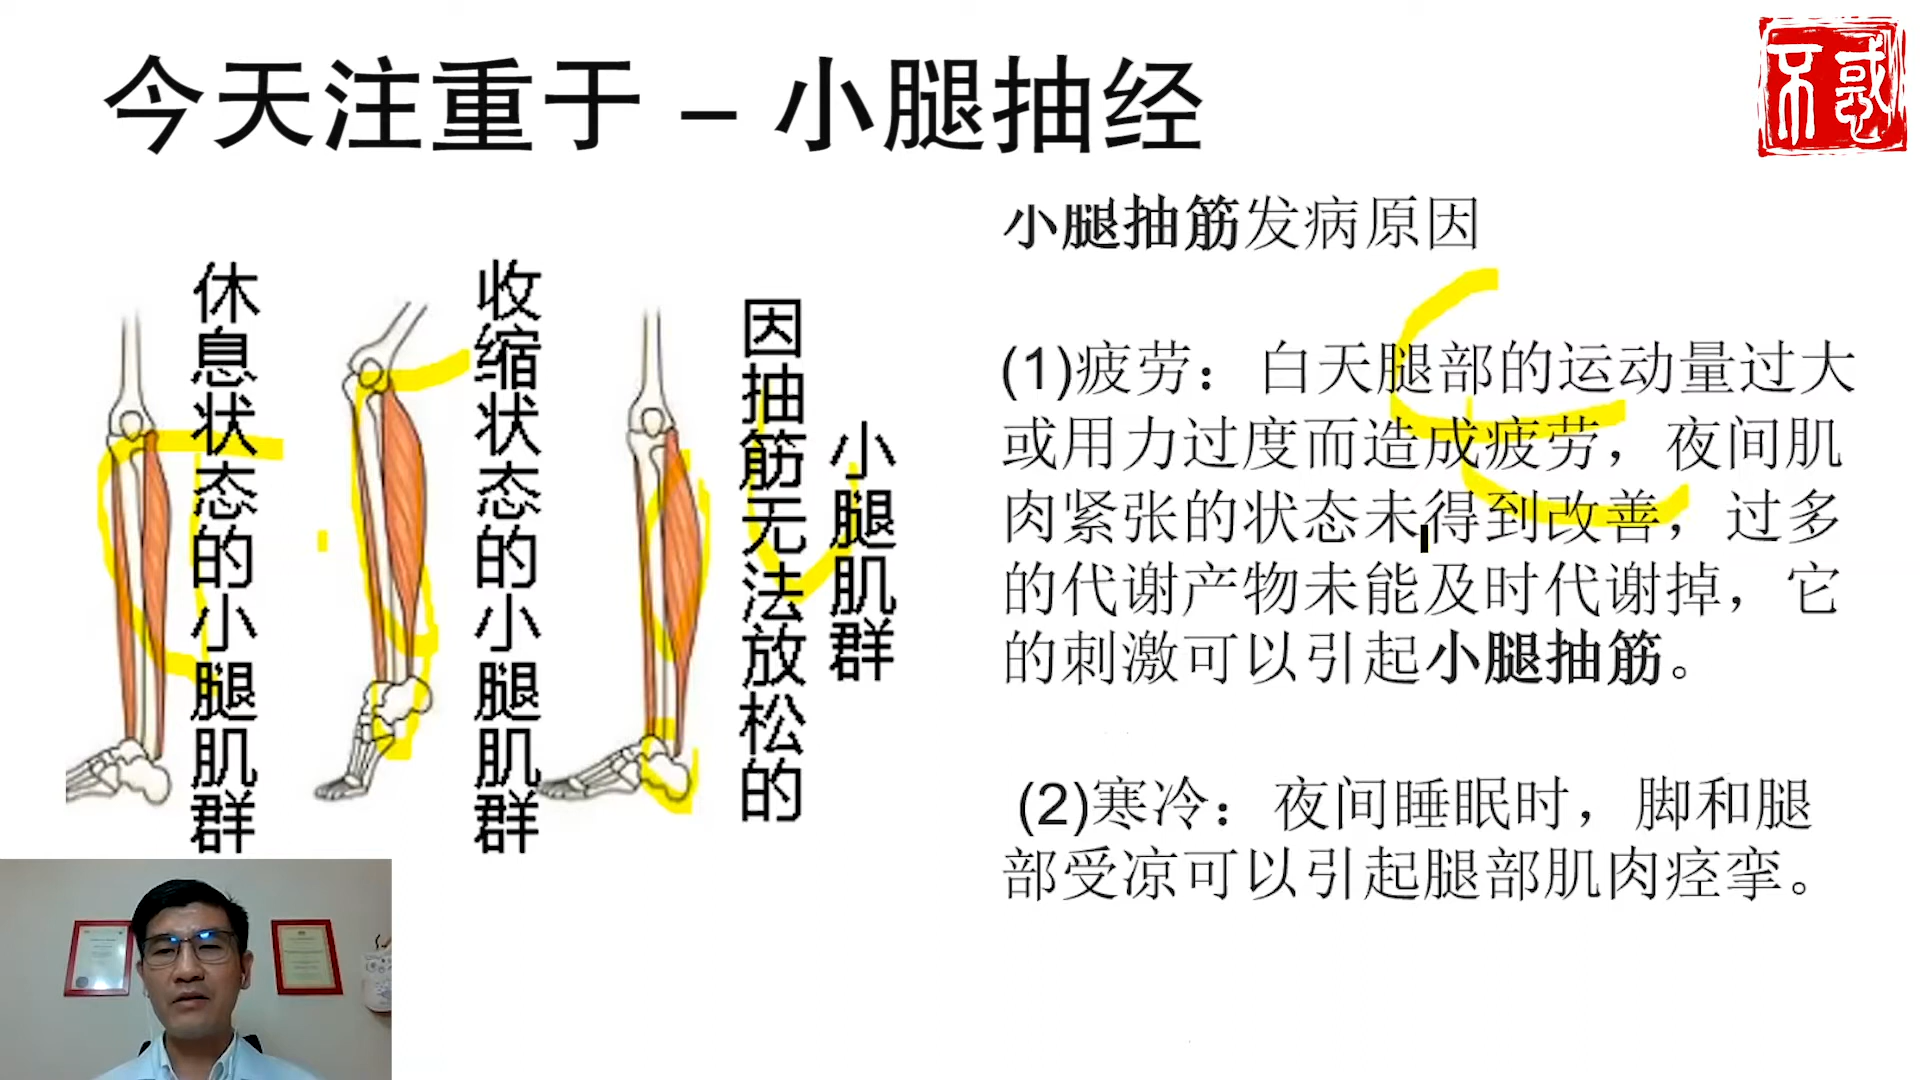 今天注重于 – 小腿抽经
不惑
休息状态的小腿肌群
收缩状态的小腿肌群
因抽筋无法放松的
小腿肌群
小腿抽筋发病原因
(1)疲劳：白天腿部的运动量过大
或用力过度而造成疲劳，夜间肌
肉紧张的状态未得到改善，过多
的代谢产物未能及时代谢掉，它
的刺激可以引起小腿抽筋。
(2)寒冷：夜间睡眠时，脚和腿
部受凉可以引起腿部肌肉痉挛。